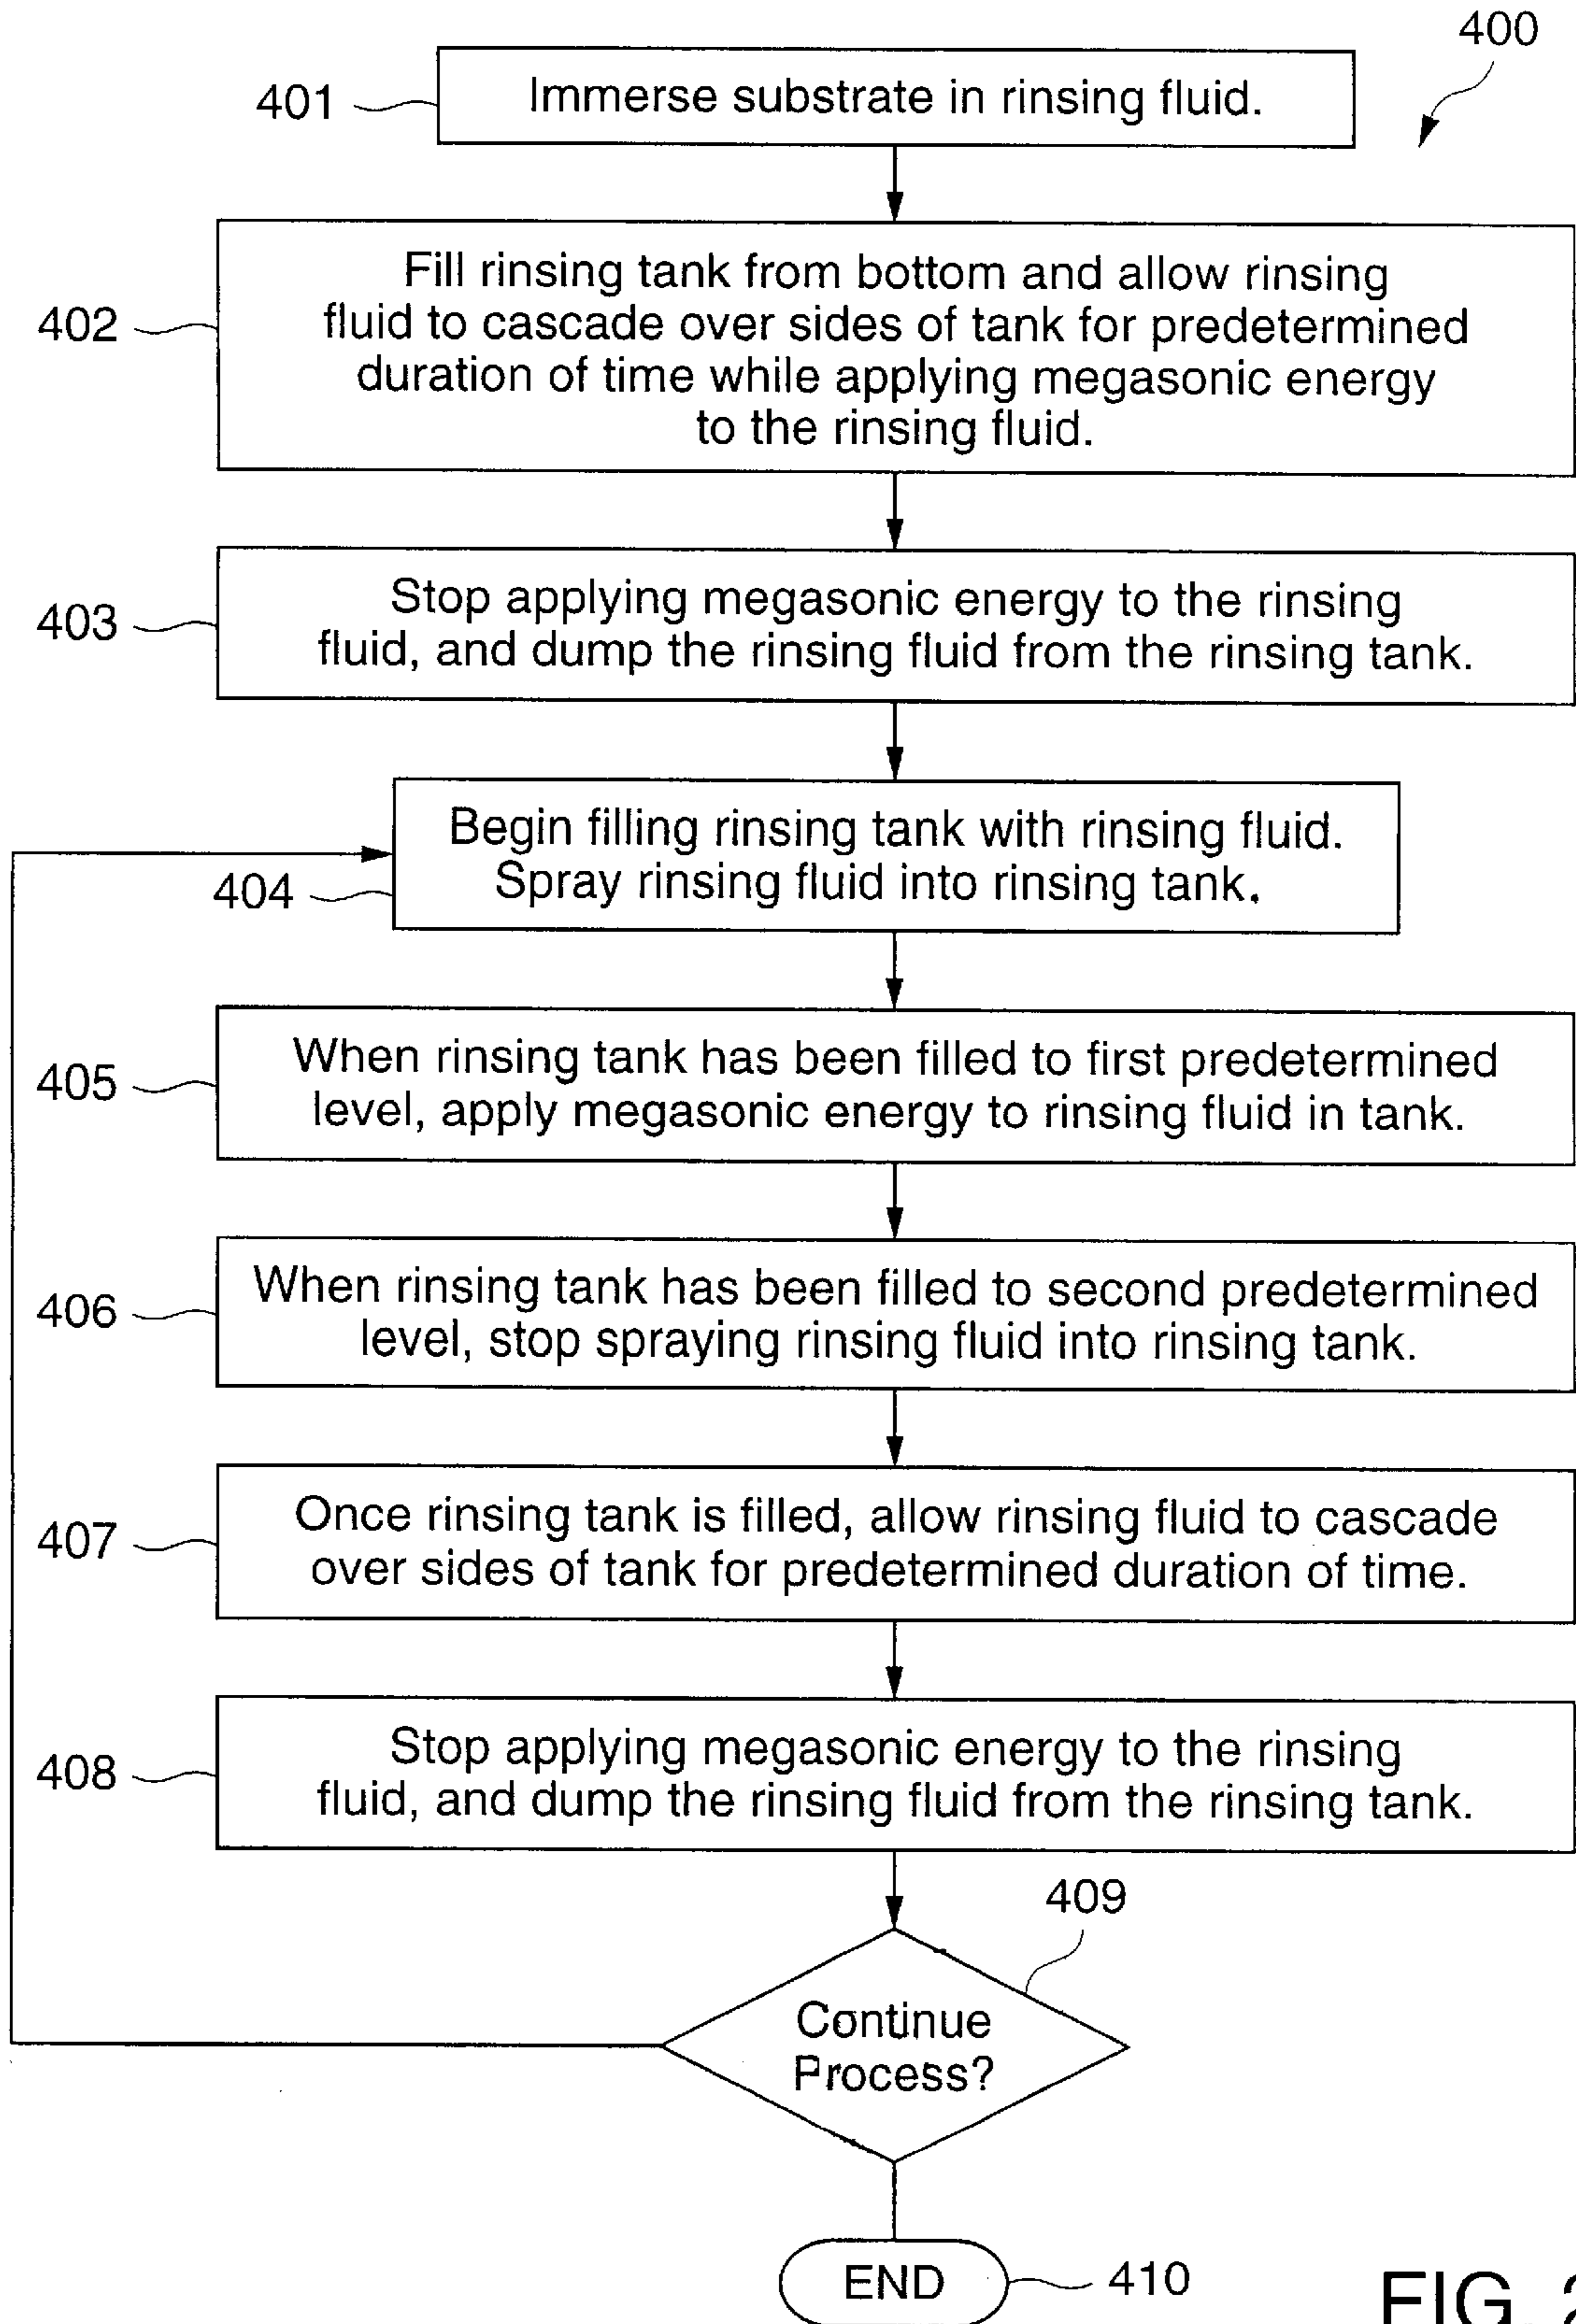 400
401
Immerse substrate in rinsing fluid.
402
Fill rinsing tank from bottom and allow rinsing
fluid to cascade over sides of tank for predetermined
duration of time while applying megasonic energy
to the rinsing fluid.
403
Stop applying megasonic energy to the rinsing
fluid, and dump the rinsing fluid from the rinsing tank.
404
Begin filling rinsing tank with rinsing fluid.
Spray rinsing fluid into rinsing tank.
405
When rinsing tank has been filled to first predetermined
level, apply megasonic energy to rinsing fluid in tank.
406
When rinsing tank has been filled to second predetermined
level, stop spraying rinsing fluid into rinsing tank.
407
Once rinsing tank is filled, allow rinsing fluid to cascade
over sides of tank for predetermined duration of time.
408
Stop applying megasonic energy to the rinsing
fluid, and dump the rinsing fluid from the rinsing tank.
409
Continue
Process?
END
410
FIG.